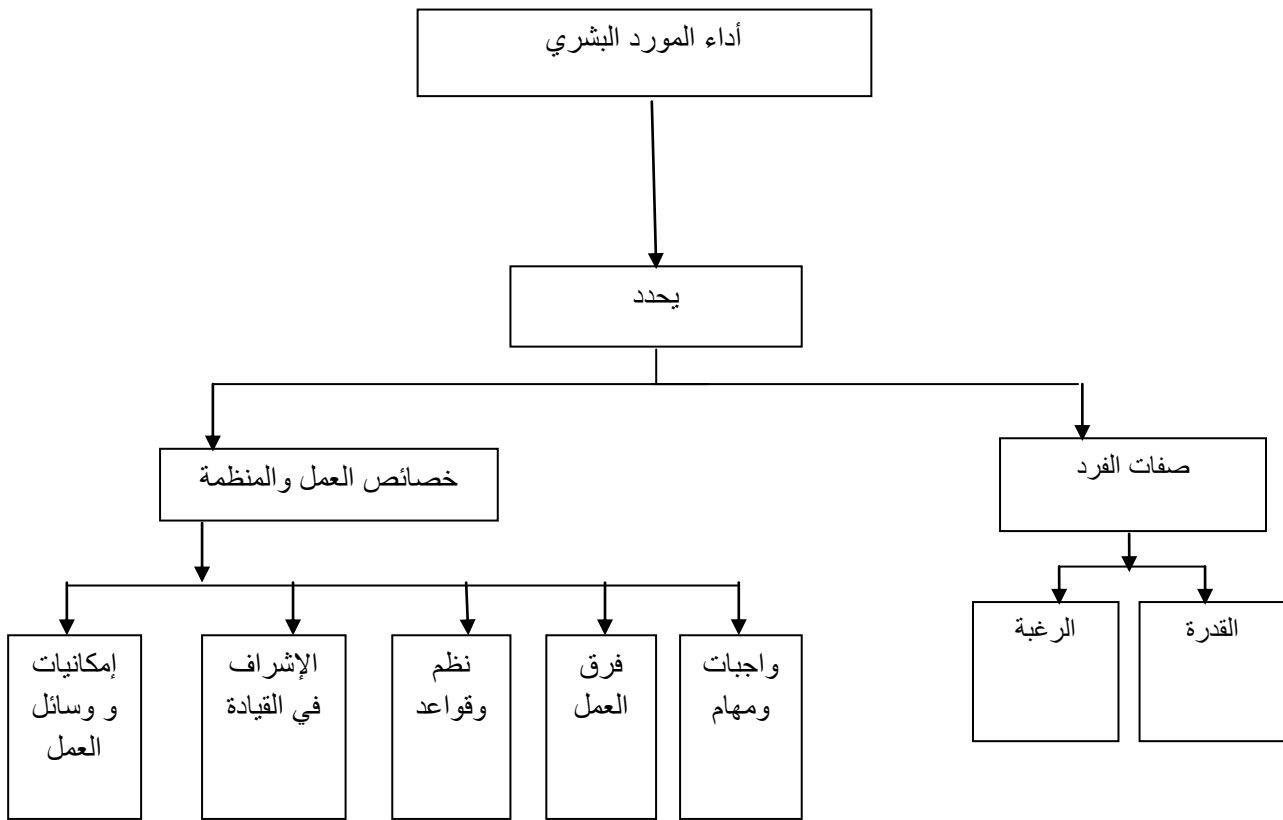 أداء المورد البشري
يحدد
صفات الفرد
خصائص العمل والمنظمة
القدرة
الرغبة
واجبات
ومهام
فرق
العمل
نظم
وقواعد
الإشراف
في القيادة
إمكانيات
و وسائل
العمل